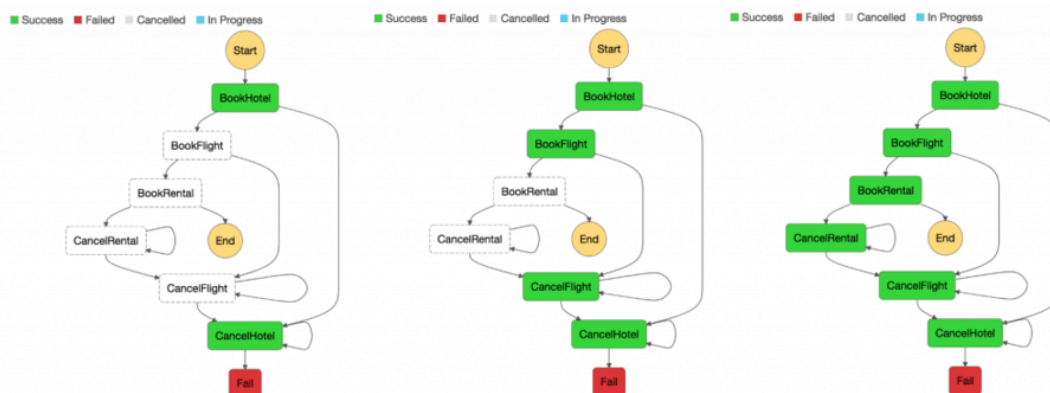 Success Failed Cancelled In Progress
Start
BookHotel
BookFlight
BookRental
CancelRental
End
CancelFlight
CancelHotel
Fail
Success Failed Cancelled In Progress
Start
BookHotel
BookFlight
BookRental
CancelRental
End
CancelFlight
CancelHotel
Fail
Success Failed Cancelled In Progress
Start
BookHotel
BookFlight
BookRental
CancelRental
End
CancelFlight
CancelHotel
Fail